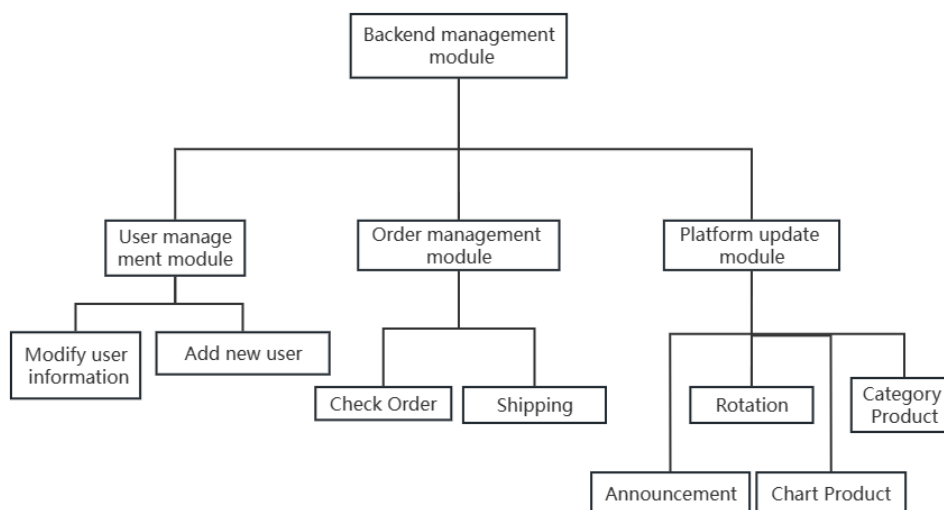 Backend management
module
User manage
ment module
Order management
module
Platform update
module
Modify user
information
Add new user
Check Order
Shipping
Rotation
Category
Product
Announcement
Chart Product